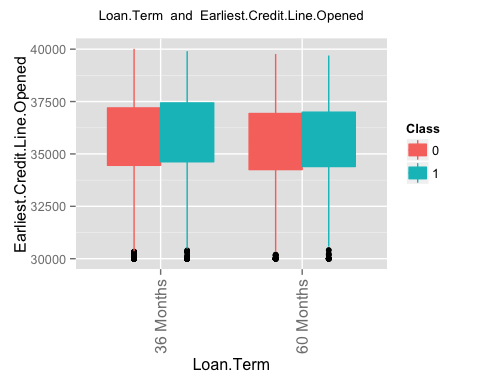 Loan.Term and Earliest.Credit.Line.Opened
Earliest.Credit.Line.Opened
40000
37500
35000
32500
30000
36 Months
60 Months
Loan.Term
Class
0
1